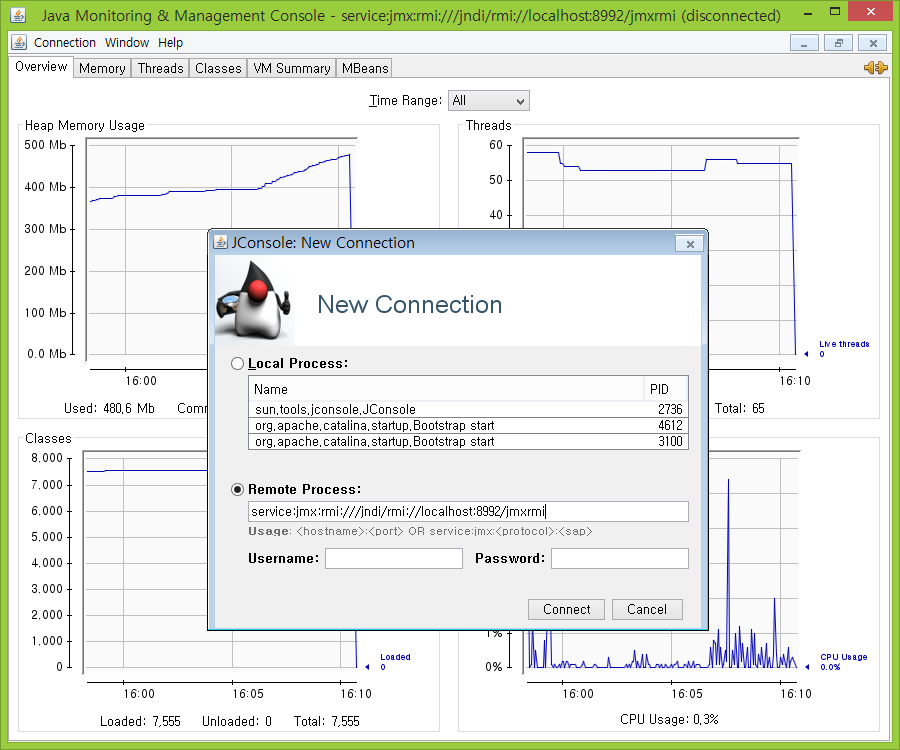 Java Monitoring & Management Console - service:jmx:rmi:///jndi/rmi://localhost:8992/jmxrmi (disconnected)
Connection Window Help
Overview Memory Threads Classes VM Summary MBeans
Time Range: All
Heap Memory Usage
500 Mb
400 Mb
300 Mb
200 Mb
100 Mb
0.0 Mb
16:00
Used: 480,6 Mb
Threads
60
50
40
Live threads
0
16:10
Total: 65
JConsole: New Connection
New Connection
Local Process:
Name PID
sun,tools,jconsole,JConsole 2736
org,apache,catalina,startup,Bootstrap start 4612
org,apache,catalina,startup,Bootstrap start 3100
Remote Process:
service:jmx:rmi:///jndi/rmi://localhost:8992/jmxrmi
Usage: <hostname>:<port> OR service:jmx:<protocol>:<sap>
Username: Password:
Connect Cancel
Classes
8,000
7,000
6,000
5,000
4,000
3,000
2,000
1,000
0
Loaded
0
16:00 16:05 16:10
Loaded: 7,555 Unloaded: 0 Total: 7,555
1%
0%
CPU Usage
0.0%
16:00 16:05 16:10
CPU Usage: 0,3%